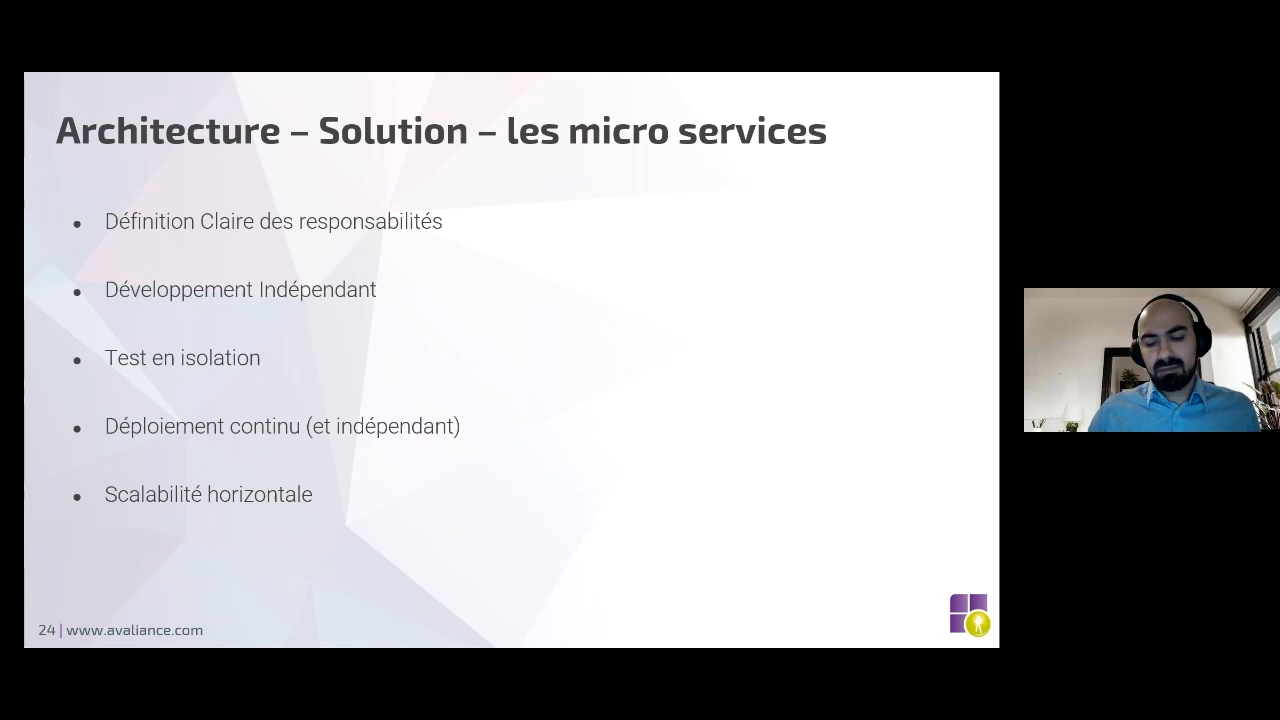 Architecture – Solution – les micro services
• Définition Claire des responsabilités
• Développement Indépendant
• Test en isolation
• Déploiement continu (et indépendant)
• Scalabilité horizontale
24 | www.avaliance.com